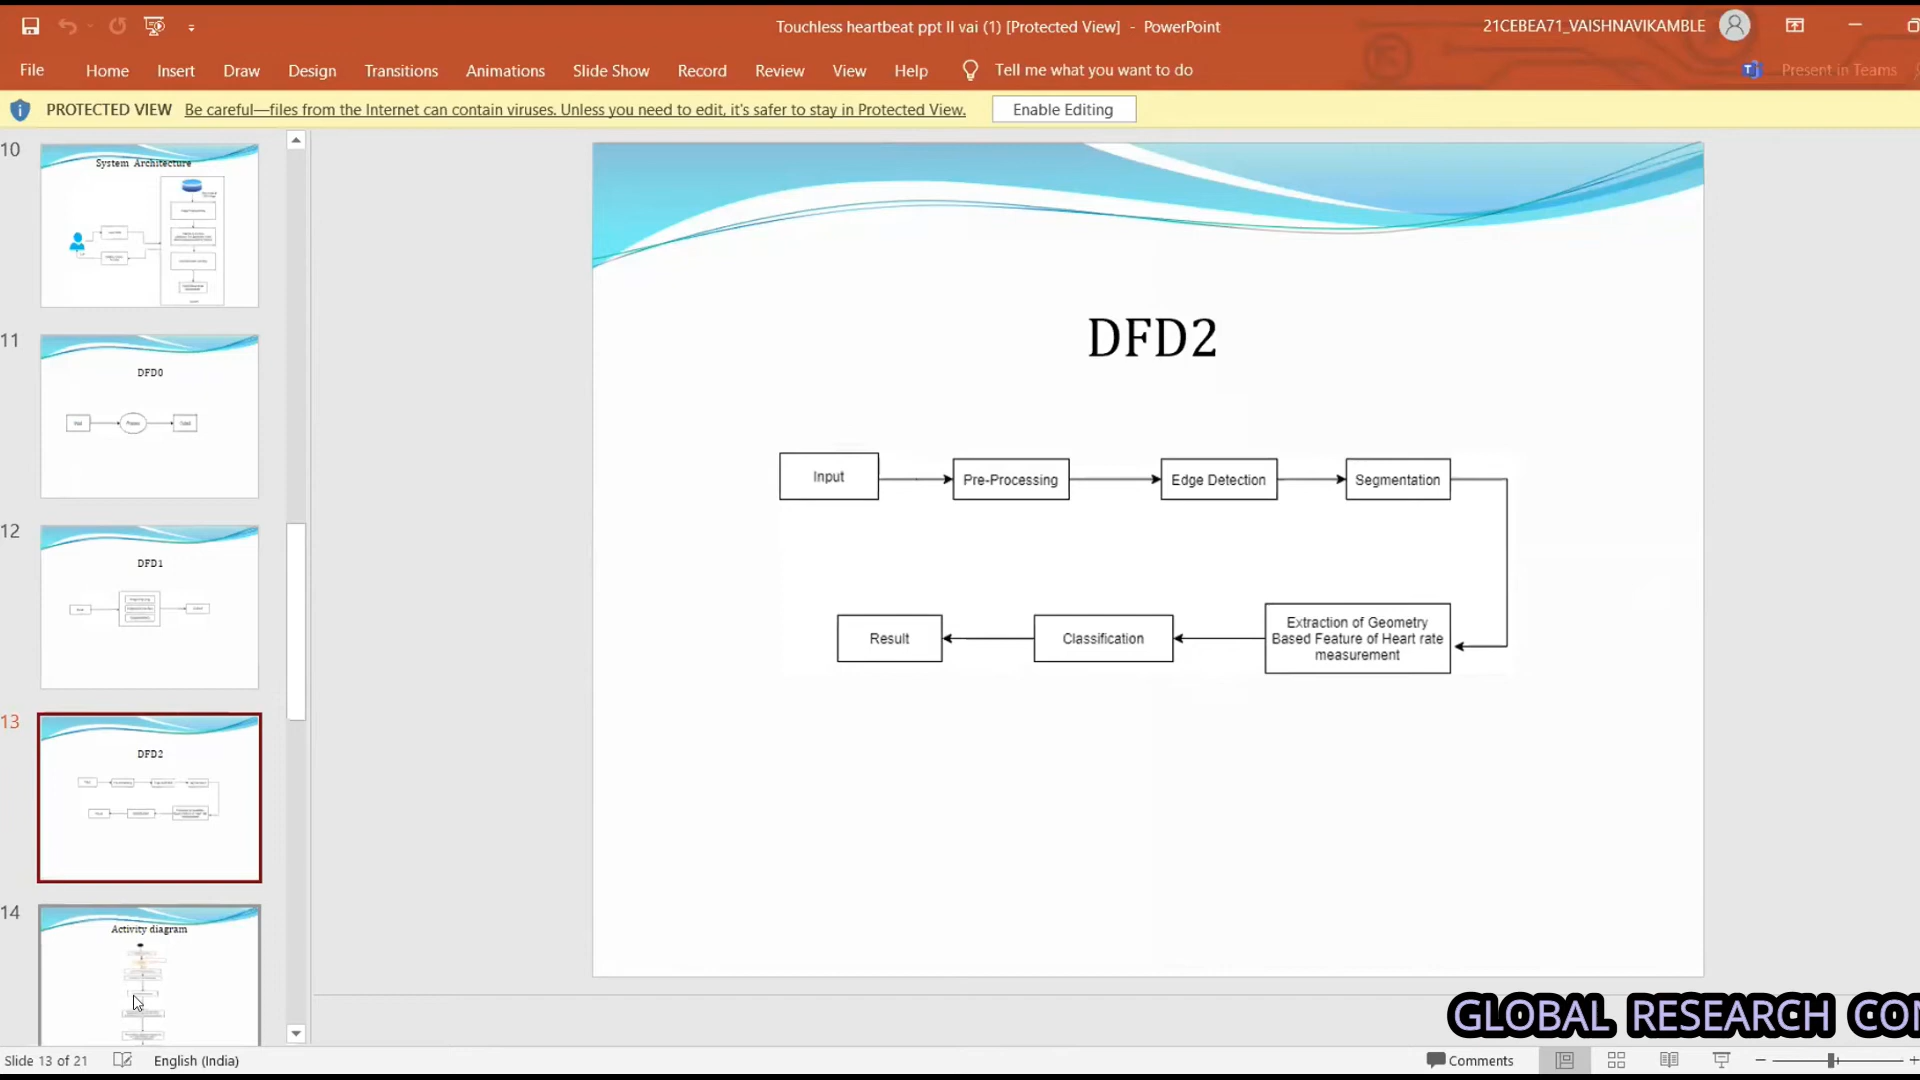 Touchless heartbeat ppt II vai (1) [Protected View] - PowerPoint
21CEBEA71_VAISHNAVIKAMBLE
File Home Insert Draw Design Transitions Animations Slide Show Record Review View Help Tell me what you want to do Present in Teams
PROTECTED VIEW Be careful—files from the Internet can contain viruses. Unless you need to edit, it's safer to stay in Protected View. Enable Editing
10
System Architecture
11
DFD0
12
DFD1
13
DFD2
14
Activity diagram
DFD2
Input Pre-Processing Edge Detection Segmentation
Result Classification
Extraction of Geometry
Based Feature of Heart rate
measurement
GLOBAL RESEARCH
Slide 13 of 21 English (India) Comments